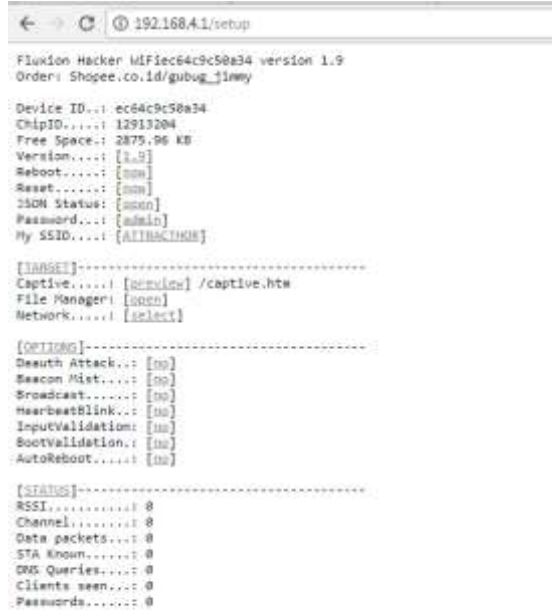 192.168.4.1/setup
Fluxion Hacker WiFiec64c9c50a34 version 1.9
Order: Shopee.co.id/gubug_jimmy
Device ID..: ec64c9c50a34
ChipID.....: 12913204
Free Space.: 2875.96 KB
Version....: [1.9]
Reboot.....: [now]
Reset......: [now]
JSON Status: [open]
Password...: [admin]
My SSID....: [ATTRACTHOR]
[TARGET]-------------------------------------
Captive.....: [preview] /captive.htm
File Manager: [open]
Network.....: [select]
[OPTIONS]------------------------------------
Deauth Attack..: [no]
Beacon Mist....: [no]
Broadcast......: [no]
HearbeatBlink..: [no]
InputValidation: [no]
BootValidation.: [no]
AutoReboot.....: [no]
[STATUS]-------------------------------------
RSSI...........: 0
Channel........: 0
Data packets...: 0
STA Known......: 0
DNS Queries....: 0
Clients seen...: 0
Passwords......: 0